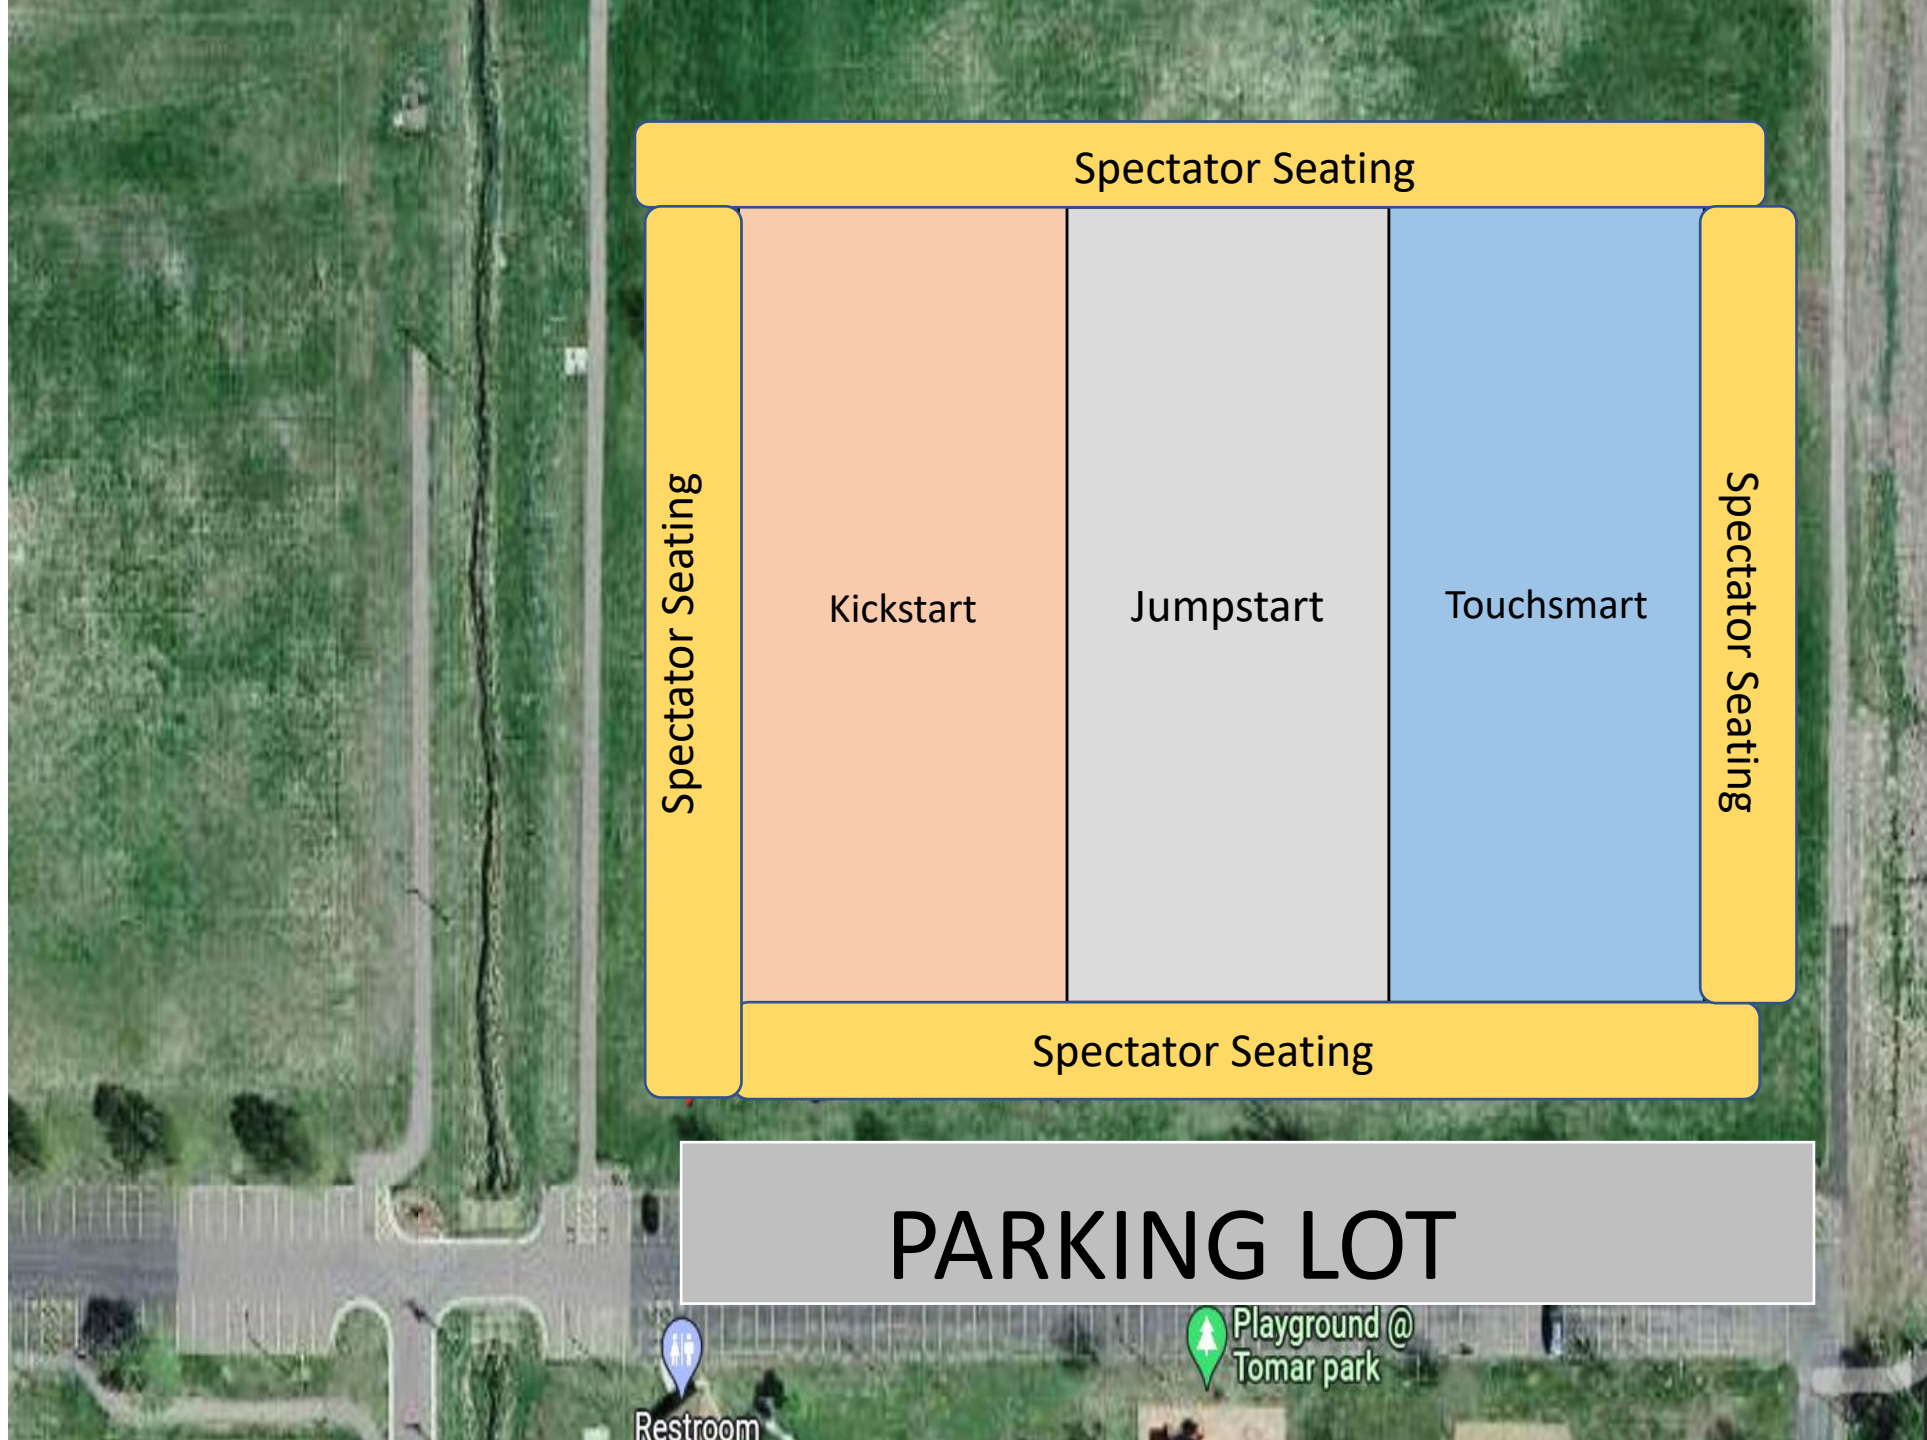 Spectator Seating
Spectator Seating
Kickstart
Jumpstart
Touchsmart
Spectator Seating
Spectator Seating
PARKING LOT
Playground @
Tomar park
Restroom